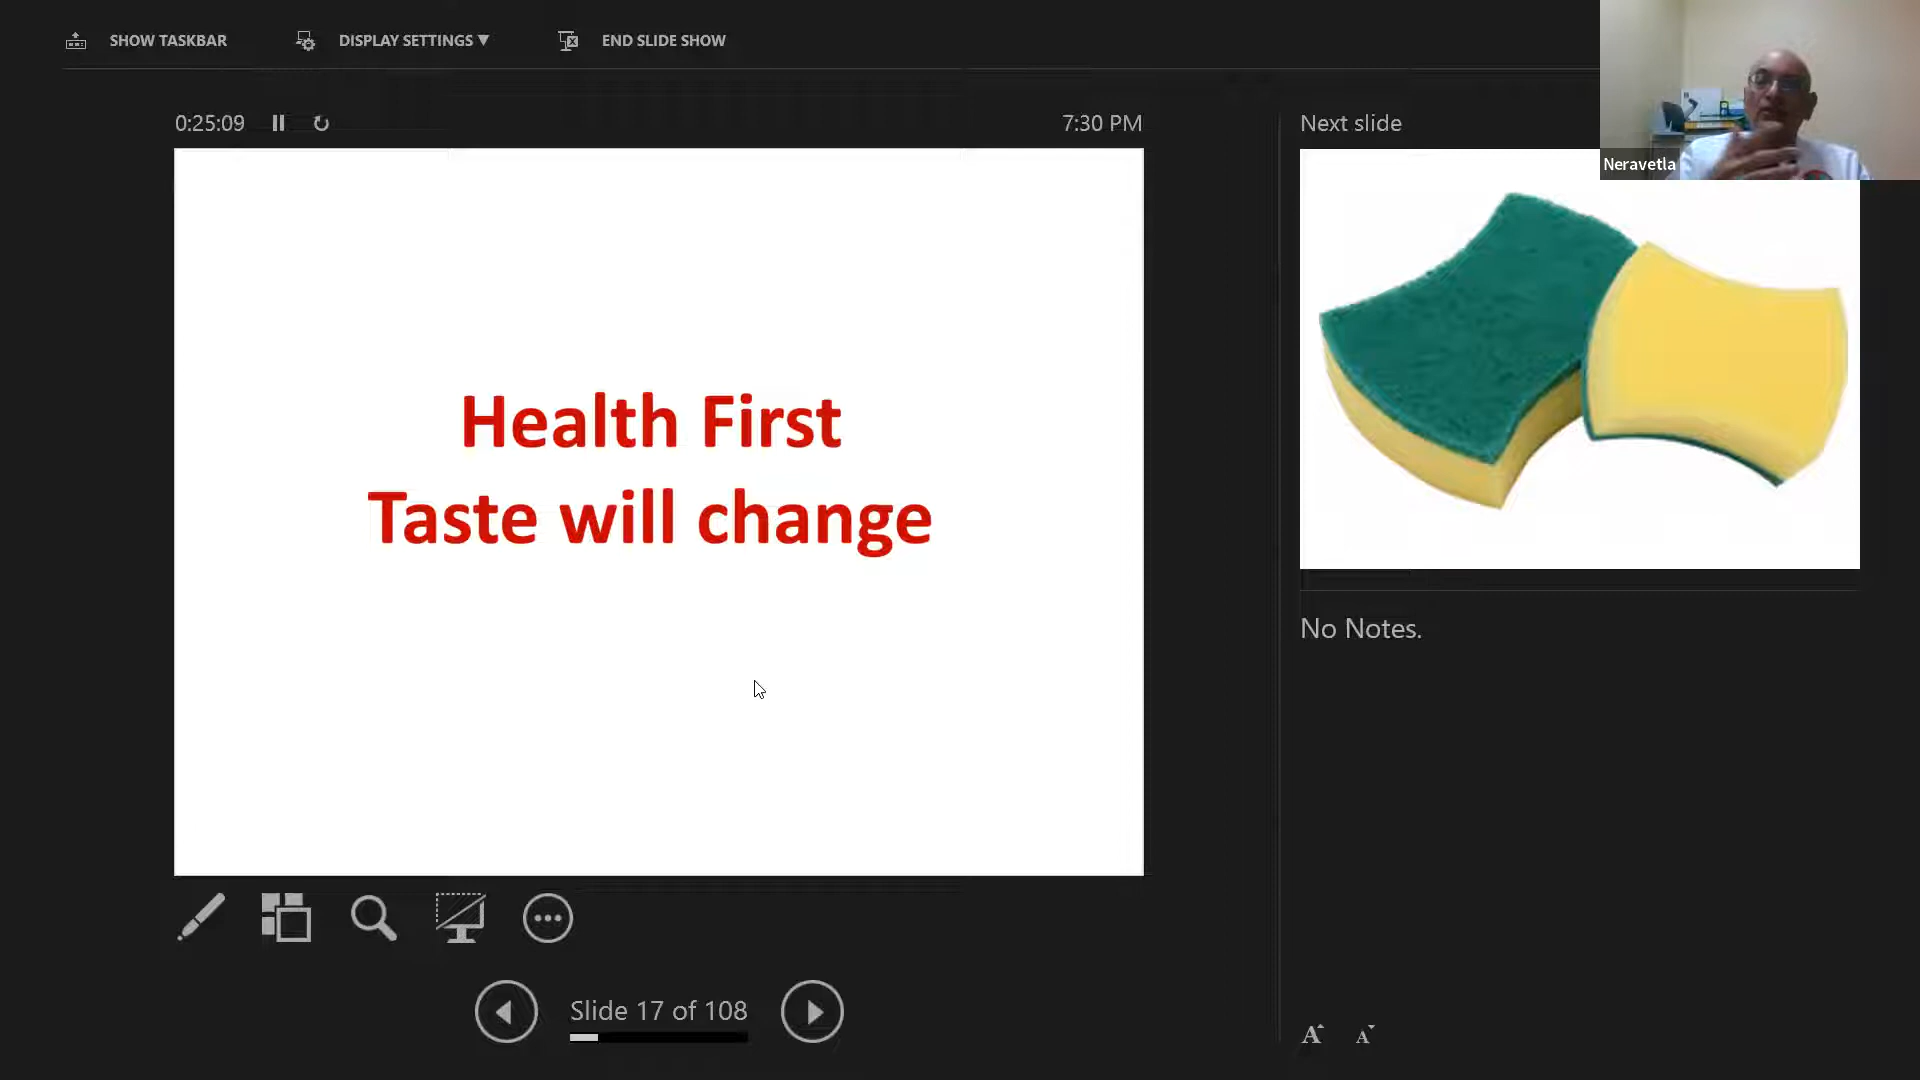 SHOW TASKBAR
DISPLAY SETTINGS ▼
END SLIDE SHOW
0:25:09
7:30 PM
Health First
Taste will change
Slide 17 of 108
Next slide
Neravetla
No Notes.
A A